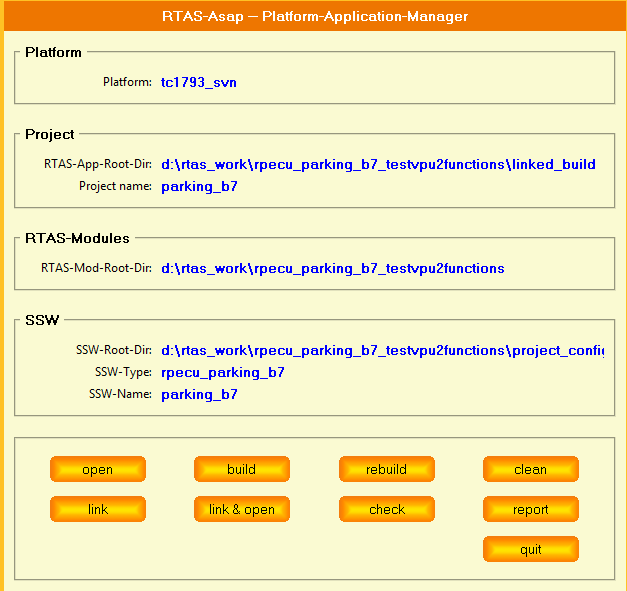 RTAS-Asap – Platform-Application-Manager
Platform
Platform: tc1793_svn
Project
RTAS-App-Root-Dir: d:\rtas_work\rpecu_parking_b7_testvpu2functions\linked_build
Project name: parking_b7
RTAS-Modules
RTAS-Mod-Root-Dir: d:\rtas_work\rpecu_parking_b7_testvpu2functions
SSW
SSW-Root-Dir: d:\rtas_work\rpecu_parking_b7_testvpu2functions\project_config
SSW-Type: rpecu_parking_b7
SSW-Name: parking_b7
open build rebuild clean
link link & open check report
quit